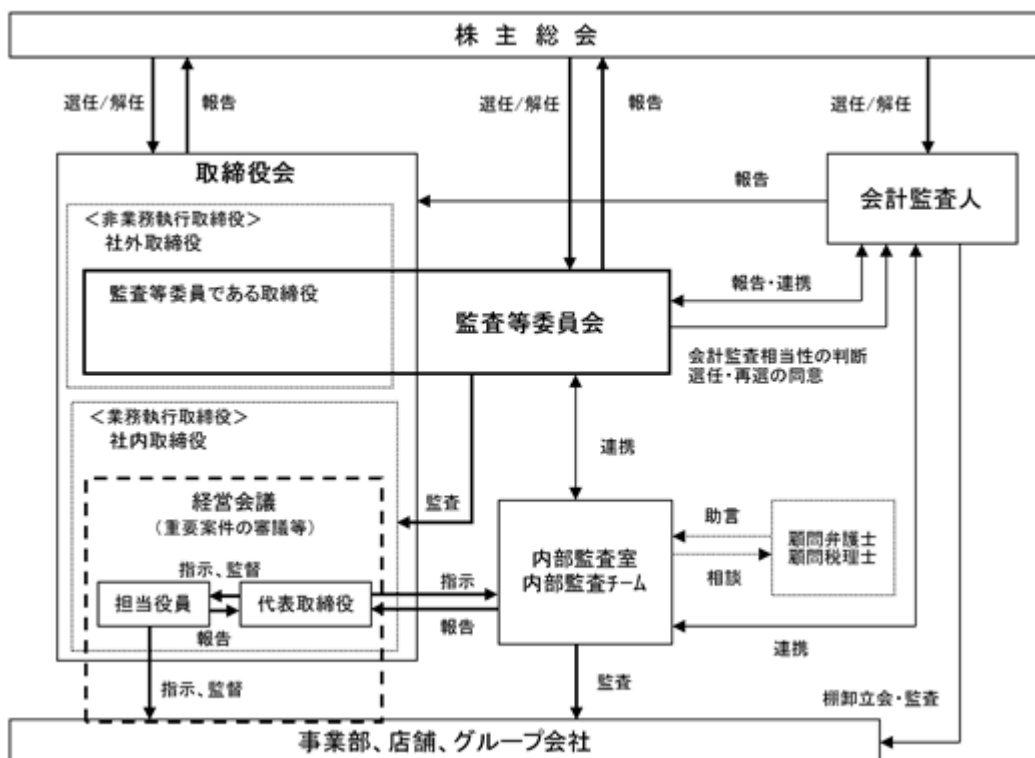 株主総会
選任/解任
報告
選任/解任
報告
選任/解任
取締役会
報告
会計監査人
＜非業務執行取締役＞
社外取締役
監査等委員である取締役
監査等委員会
報告・連携
会計監査相当性の判断
選任・再選の同意
＜業務執行取締役＞
社内取締役
連携
経営会議
（重要案件の審議等）
監査
助言
顧問弁護士
顧問税理士
相談
内部監査室
内部監査ﾁｰﾑ
指示、監督
指示
担当役員
代表取締役
報告
報告
連携
指示、監督
監査
棚卸立会・監査
事業部、店舗、グループ会社